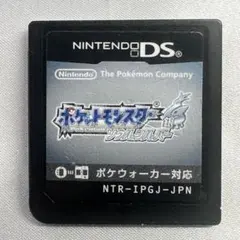 NINTENDO DS
Nintendo The Pokémon Company
ポケットモンスター
ソウルシルバー
ポケウォーカー対応
NTR-IPGJ-JPN